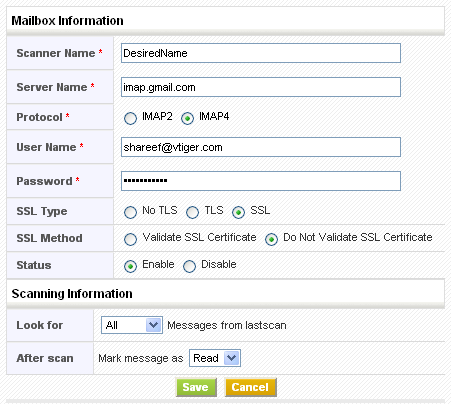 Mailbox Information
Scanner Name * DesiredName
Server Name * imap.gmail.com
Protocol * IMAP2 IMAP4
User Name * shareef@vtiger.com
Password * •••••••••••
SSL Type No TLS TLS SSL
SSL Method Validate SSL Certificate Do Not Validate SSL Certificate
Status Enable Disable
Scanning Information
Look for All Messages from lastscan
After scan Mark message as Read
Save Cancel